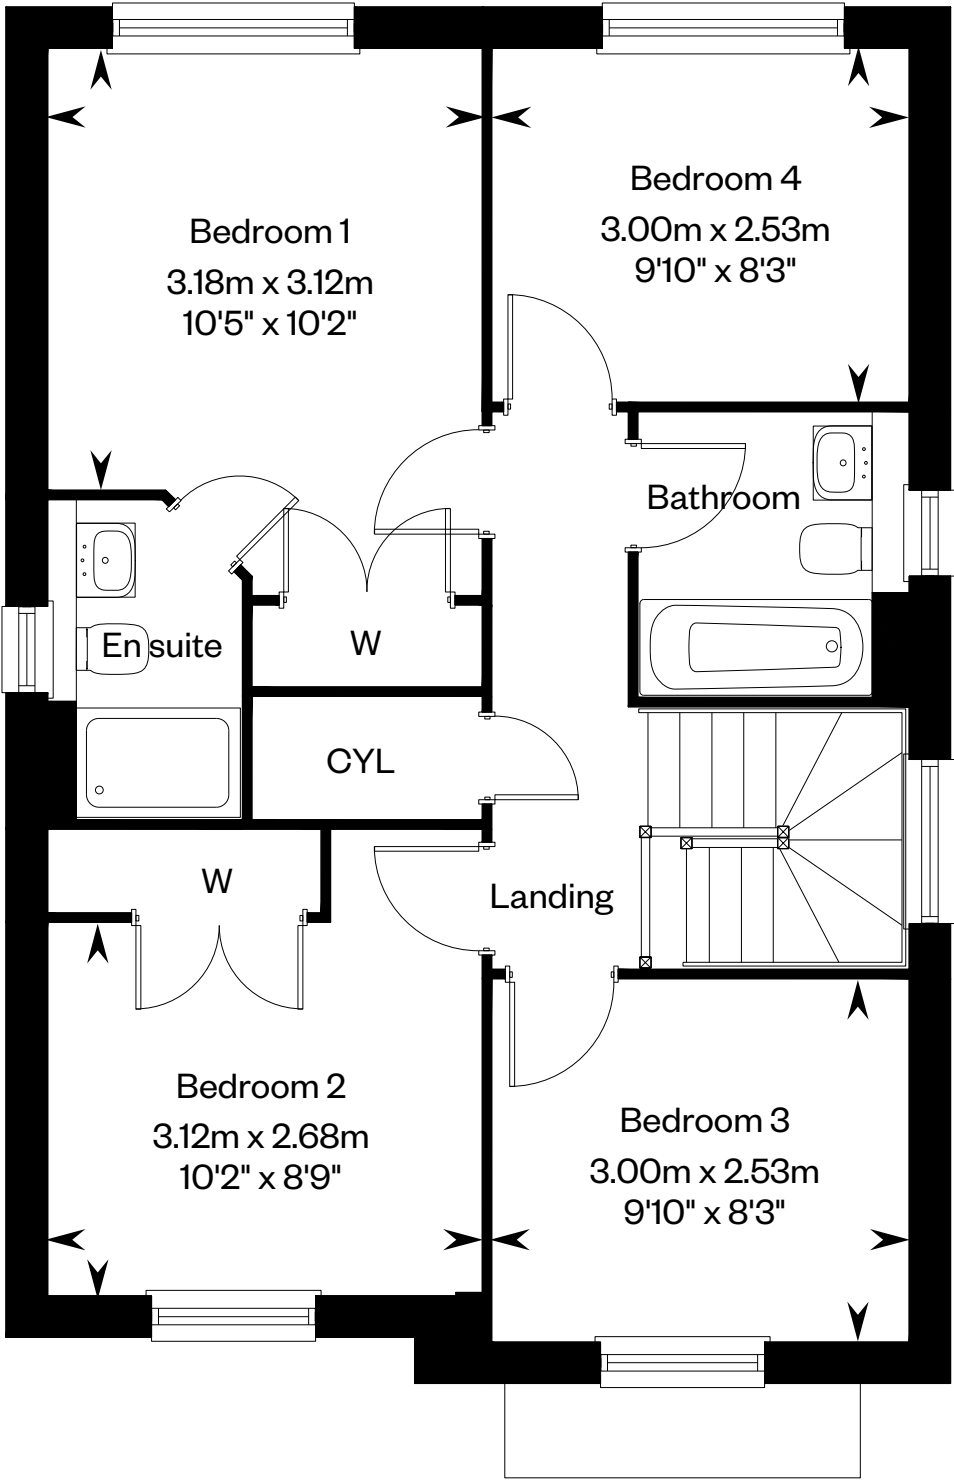 Bedroom 1
3.18m x 3.12m
10'5" x 10'2"
Bedroom 4
3.00m x 2.53m
9'10" x 8'3"
Bathroom
En suite
W
CYL
W
Landing
Bedroom 2
3.12m x 2.68m
10'2" x 8'9"
Bedroom 3
3.00m x 2.53m
9'10" x 8'3"